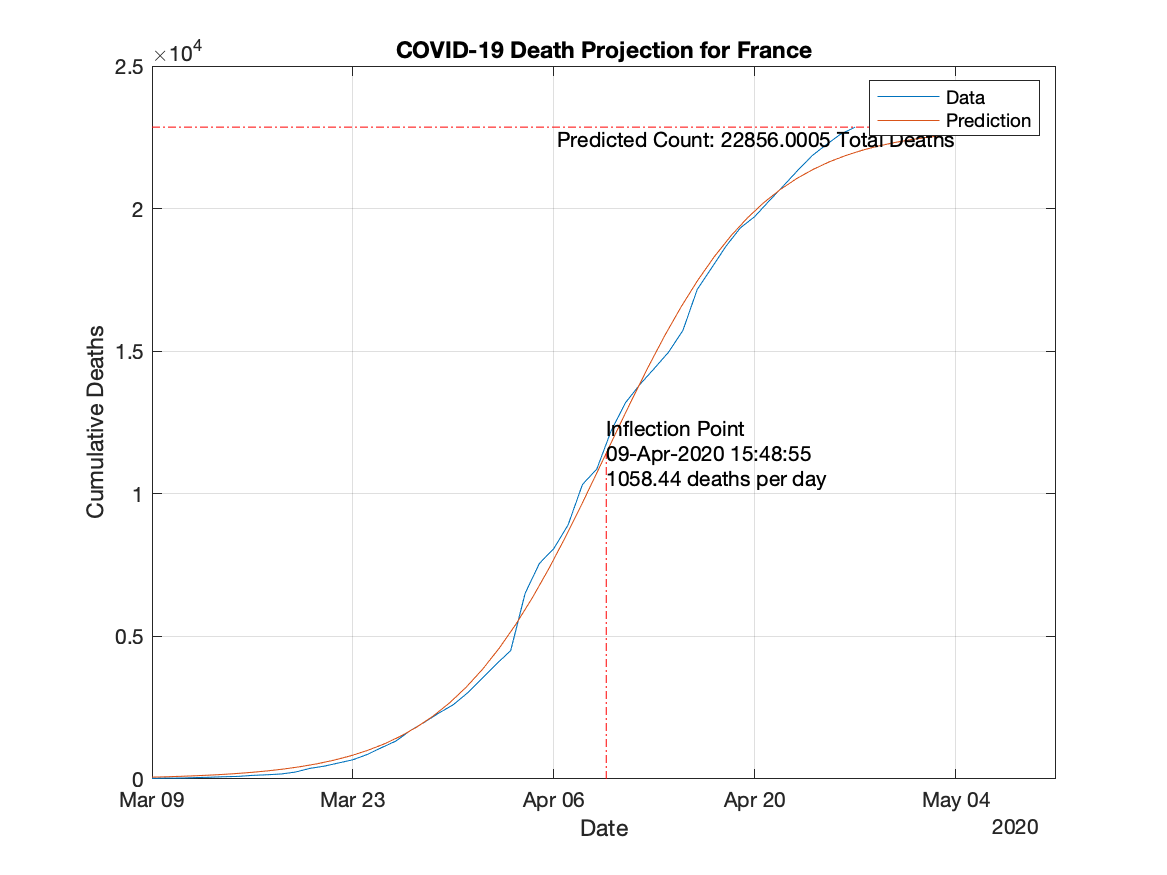 COVID-19 Death Projection for France
×10^4
2.5
2
1.5
1
0.5
0
Cumulative Deaths
Data
Prediction
Predicted Count: 22856.0005 Total Deaths
Inflection Point
09-Apr-2020 15:48:55
1058.44 deaths per day
Mar 09 Mar 23 Apr 06 Apr 20 May 04
Date
2020